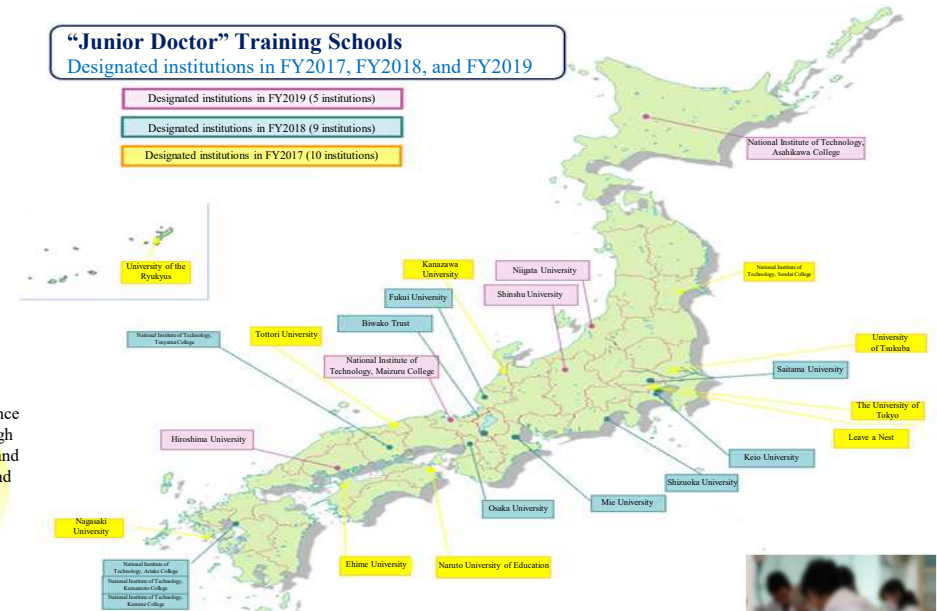 “Junior Doctor” Training Schools
Designated institutions in FY2017, FY2018, and FY2019
Designated institutions in FY2019 (5 institutions)
Designated institutions in FY2018 (9 institutions)
Designated institutions in FY2017 (10 institutions)
National Institute of Technology,
Asahikawa College
University of the
Ryukyus
Kanazawa
University
Niigata University
National Institute of
Technology, Sendai College
Fukui University
Shinshu University
Biwako Trust
National Institute of Technology,
Tsuyama College
Tottori University
University
of Tsukuba
National Institute of
Technology, Maizuru College
Saitama University
The University of
Tokyo
Leave a Nest
Hiroshima University
Keio University
Shizuoka University
Mie University
Osaka University
Nagasaki
University
Ehime University
Naruto University of Education
National Institute of
Technology, Ariake College
National Institute of Technology,
Kumamoto College
National Institute of Technology,
Kurume College
nce
gh
and
nd